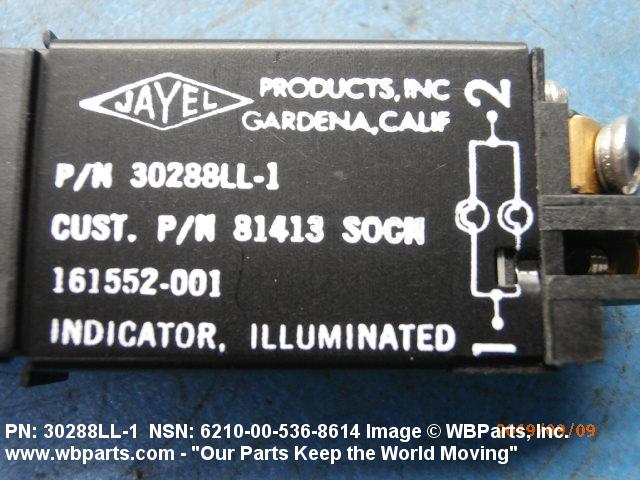 JAYEL PRODUCTS, INC
GARDENA, CALIF
P/N 30288LL-1
CUST. P/N 81413 SOCN
161552-001
INDICATOR, ILLUMINATED
2
1
PN: 30288LL-1 NSN: 6210-00-536-8614 Image © WBParts, Inc.
www.wbparts.com - "Our Parts Keep the World Moving"